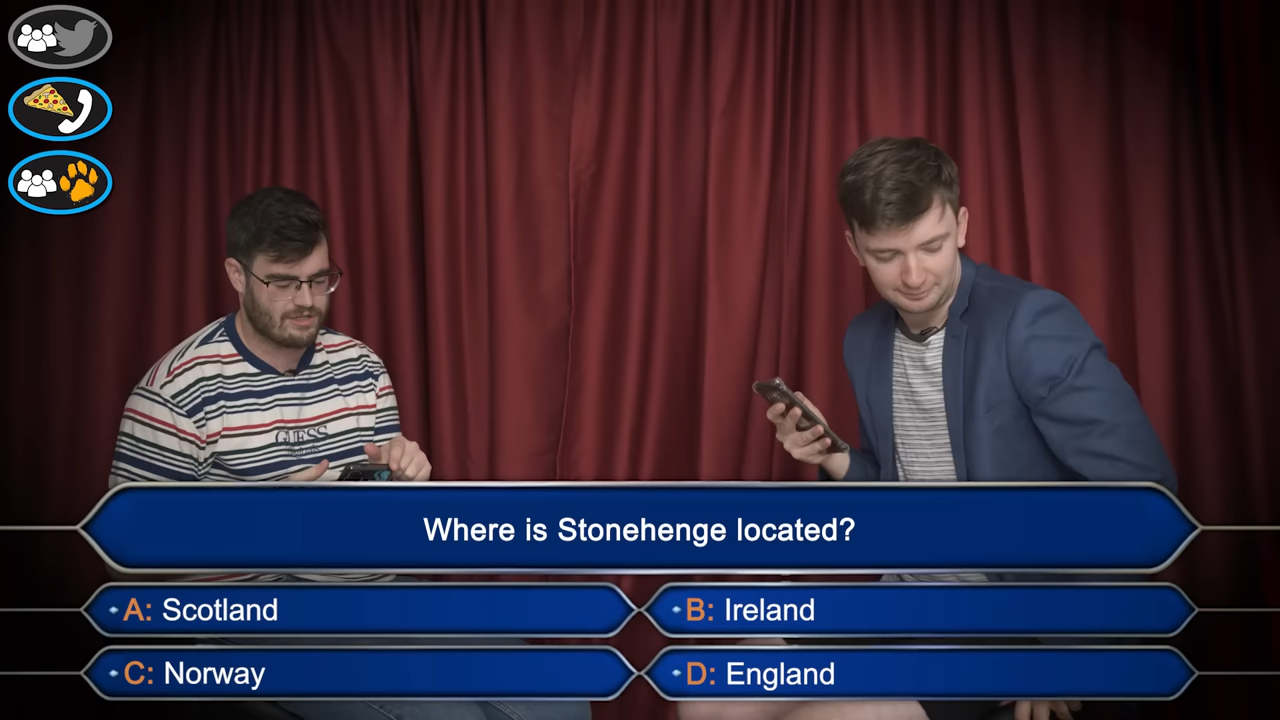 GUESS
Where is Stonehenge located?
A: Scotland
B: Ireland
C: Norway
D: England